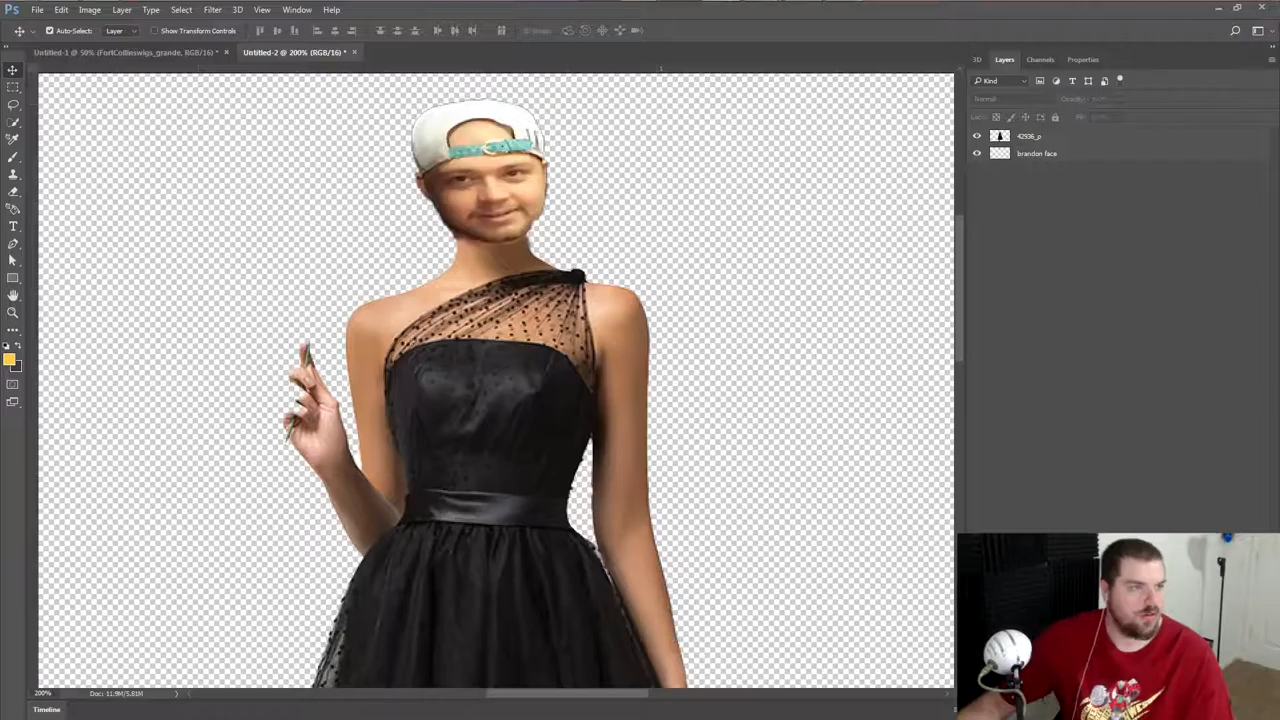 Ps File Edit Image Layer Type Select Filter 3D View Window Help
Auto-Select: Layer Show Transform Controls
Untitled-1 @ 50% (FortCollinswigs_grande, RGB/16) * × Untitled-2 @ 200% (RGB/16) * ×
3D Layers Channels Properties
Kind
Normal Opacity:
42936_p
brandon face
200% Doc: 11.9M/5.81M
Timeline